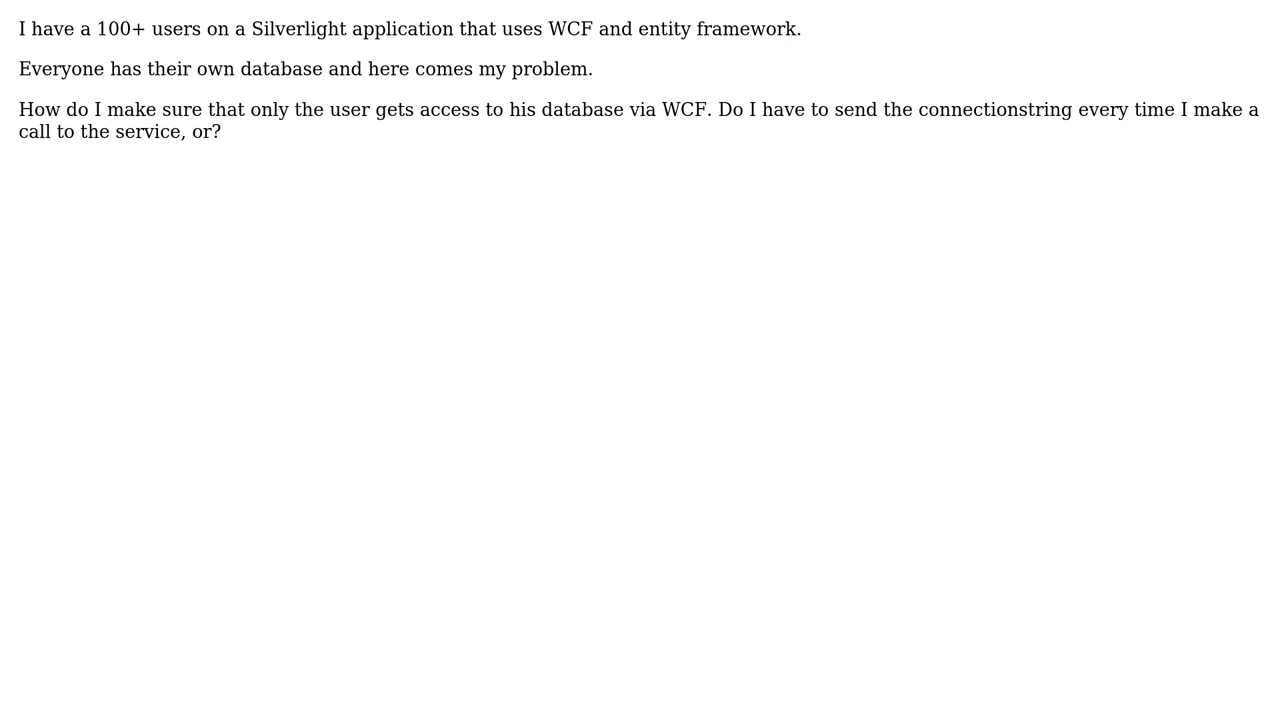 I have a 100+ users on a Silverlight application that uses WCF and entity framework.
Everyone has their own database and here comes my problem.
How do I make sure that only the user gets access to his database via WCF. Do I have to send the connectionstring every time I make a
call to the service, or?